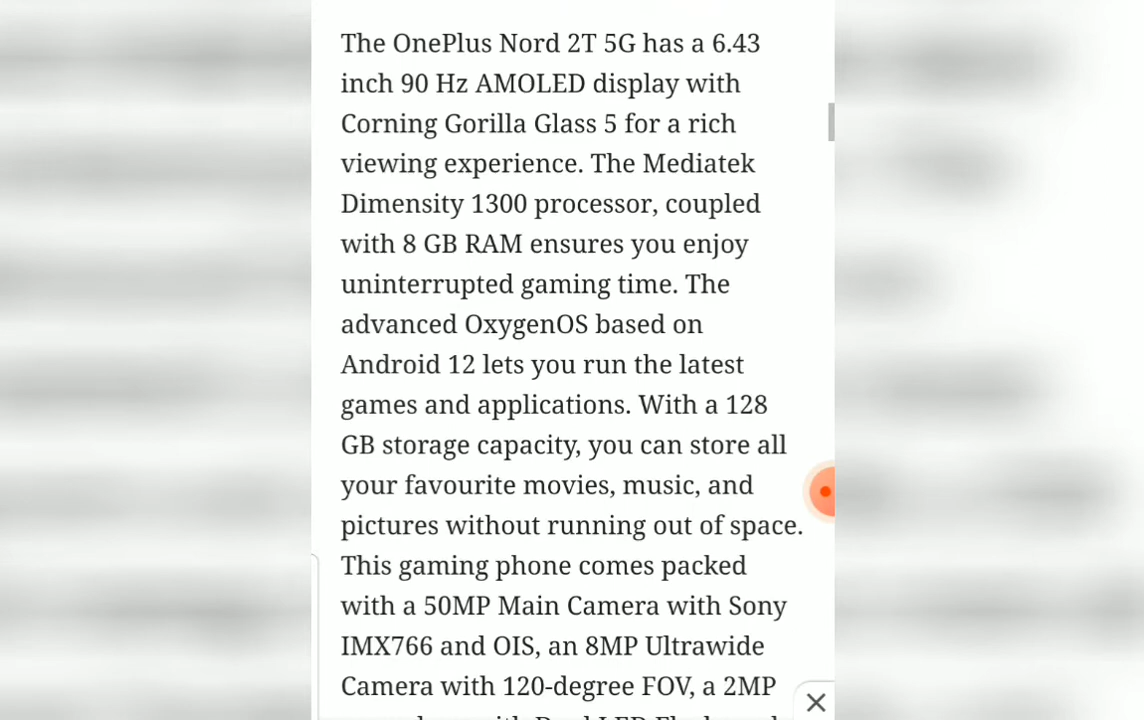 The OnePlus Nord 2T 5G has a 6.43
inch 90 Hz AMOLED display with
Corning Gorilla Glass 5 for a rich
viewing experience. The Mediatek
Dimensity 1300 processor, coupled
with 8 GB RAM ensures you enjoy
uninterrupted gaming time. The
advanced OxygenOS based on
Android 12 lets you run the latest
games and applications. With a 128
GB storage capacity, you can store all
your favourite movies, music, and
pictures without running out of space.
This gaming phone comes packed
with a 50MP Main Camera with Sony
IMX766 and OIS, an 8MP Ultrawide
Camera with 120-degree FOV, a 2MP